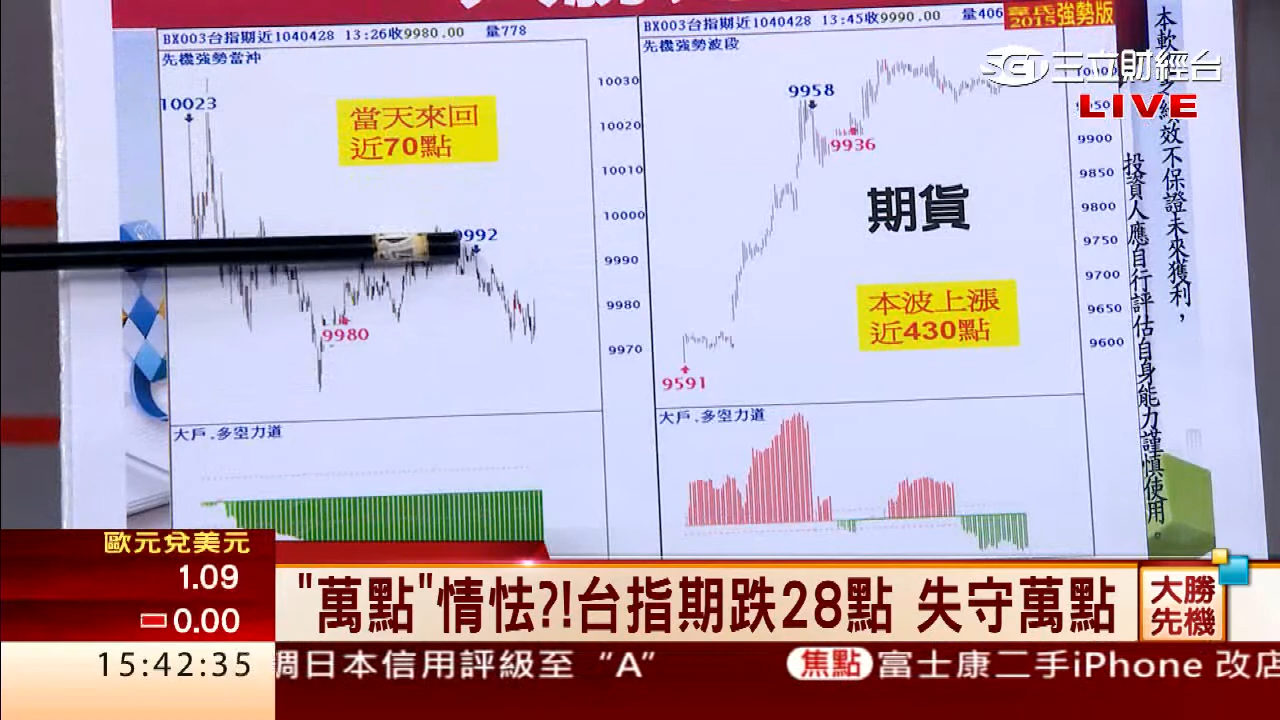 BX003台指期近1040428 13:26收9980.00 量778
先機強勢當沖
10023
當天來回
近70點
9992
9980
10030
10020
10010
10000
9990
9980
9970
大戶.多空力道
BX003台指期近1040428 13:45收9990.00 量406
韋氏
2015強勢版
先機強勢波段
9958
9936
期貨
本波上漲
近430點
9591
9900
9850
9800
9750
9700
9650
9600
大戶.多空力道
三立財經台
LIVE
投資人應自行評估自身能力謹慎使用。
歐元兌美元
1.09
0.00
"萬點"情怯?!台指期跌28點 失守萬點
大勝
先機
15:42:35
調日本信用評級至“A”
焦點 富士康二手iPhone 改店